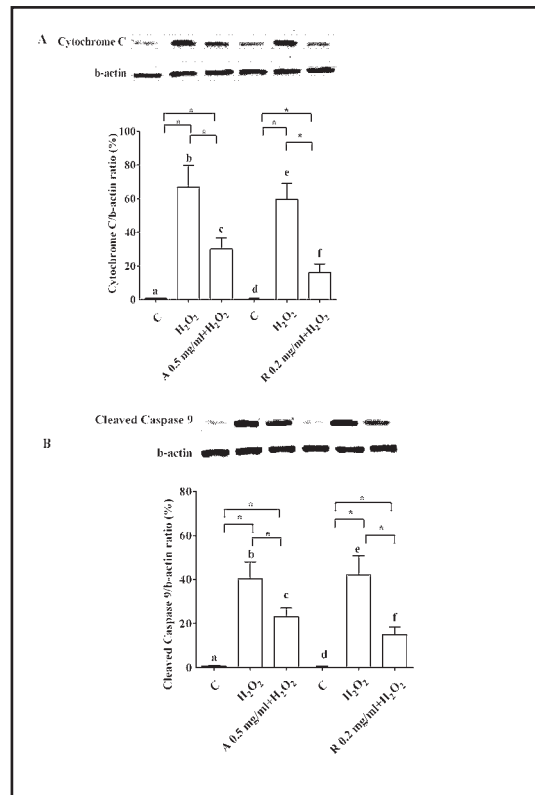 A Cytochrome C
b-actin
Cytochrome C/b-actin ratio (%)
100
80
60
40
20
0
* * * * * *
a b c d e f
C
H₂O₂
A 0.5 mg/ml+H₂O₂
C
H₂O₂
R 0.2 mg/ml+H₂O₂
Cleaved Caspase 9
B
b-actin
Cleaved Caspase 9/b-actin ratio (%)
80
60
40
20
0
* * * * * *
a b c d e f
C
H₂O₂
A 0.5 mg/ml+H₂O₂
C
H₂O₂
R 0.2 mg/ml+H₂O₂